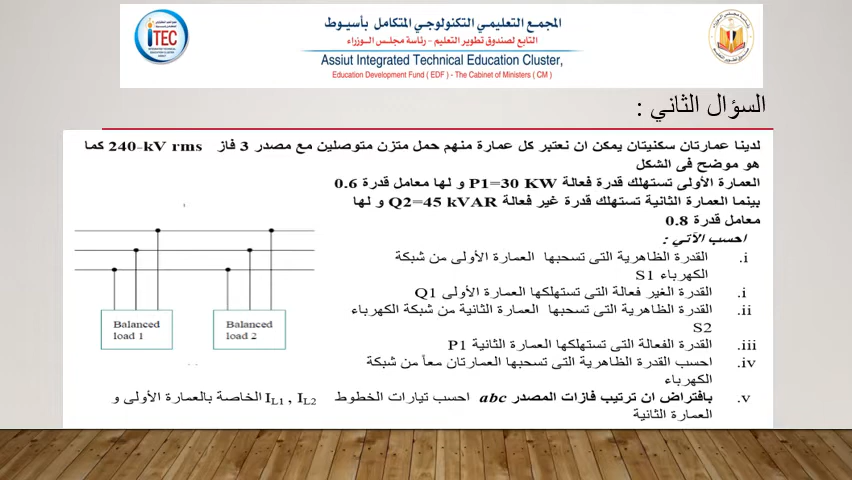 المجمع التعليمي التكنولوجي المتكامل بأسيوط
التابع لصندوق تطوير التعليم - رئاسة مجلس الوزراء
Assiut Integrated Technical Education Cluster,
Education Development Fund ( EDF ) - The Cabinet of Ministers ( CM )
iTEC
السؤال الثاني :
لدينا عمارتان سكنيتان يمكن ان نعتبر كل عمارة منهم حمل متزن متوصلين مع مصدر 3 فاز 240-kV rms كما
هو موضح فى الشكل
العمارة الأولى تستهلك قدرة فعالة P1=30 KW و لها معامل قدرة 0.6
بينما العمارة الثانية تستهلك قدرة غير فعالة Q2=45 kVAR و لها
معامل قدرة 0.8
احسب الآتي :
i. القدرة الظاهرية التى تسحبها العمارة الأولى من شبكة
الكهرباء S1
i. القدرة الغير فعالة التى تستهلكها العمارة الأولى Q1
ii. القدرة الظاهرية التى تسحبها العمارة الثانية من شبكة الكهرباء
S2
iii. القدرة الفعالة التى تستهلكها العمارة الثانية P1
iv. احسب القدرة الظاهرية التى تسحبها العمارتان معاً من شبكة
الكهرباء
v. بافتراض ان ترتيب فازات المصدر abc احسب تيارات الخطوط IL1 , IL2 الخاصة بالعمارة الأولى و
العمارة الثانية
Balanced
load 1
Balanced
load 2